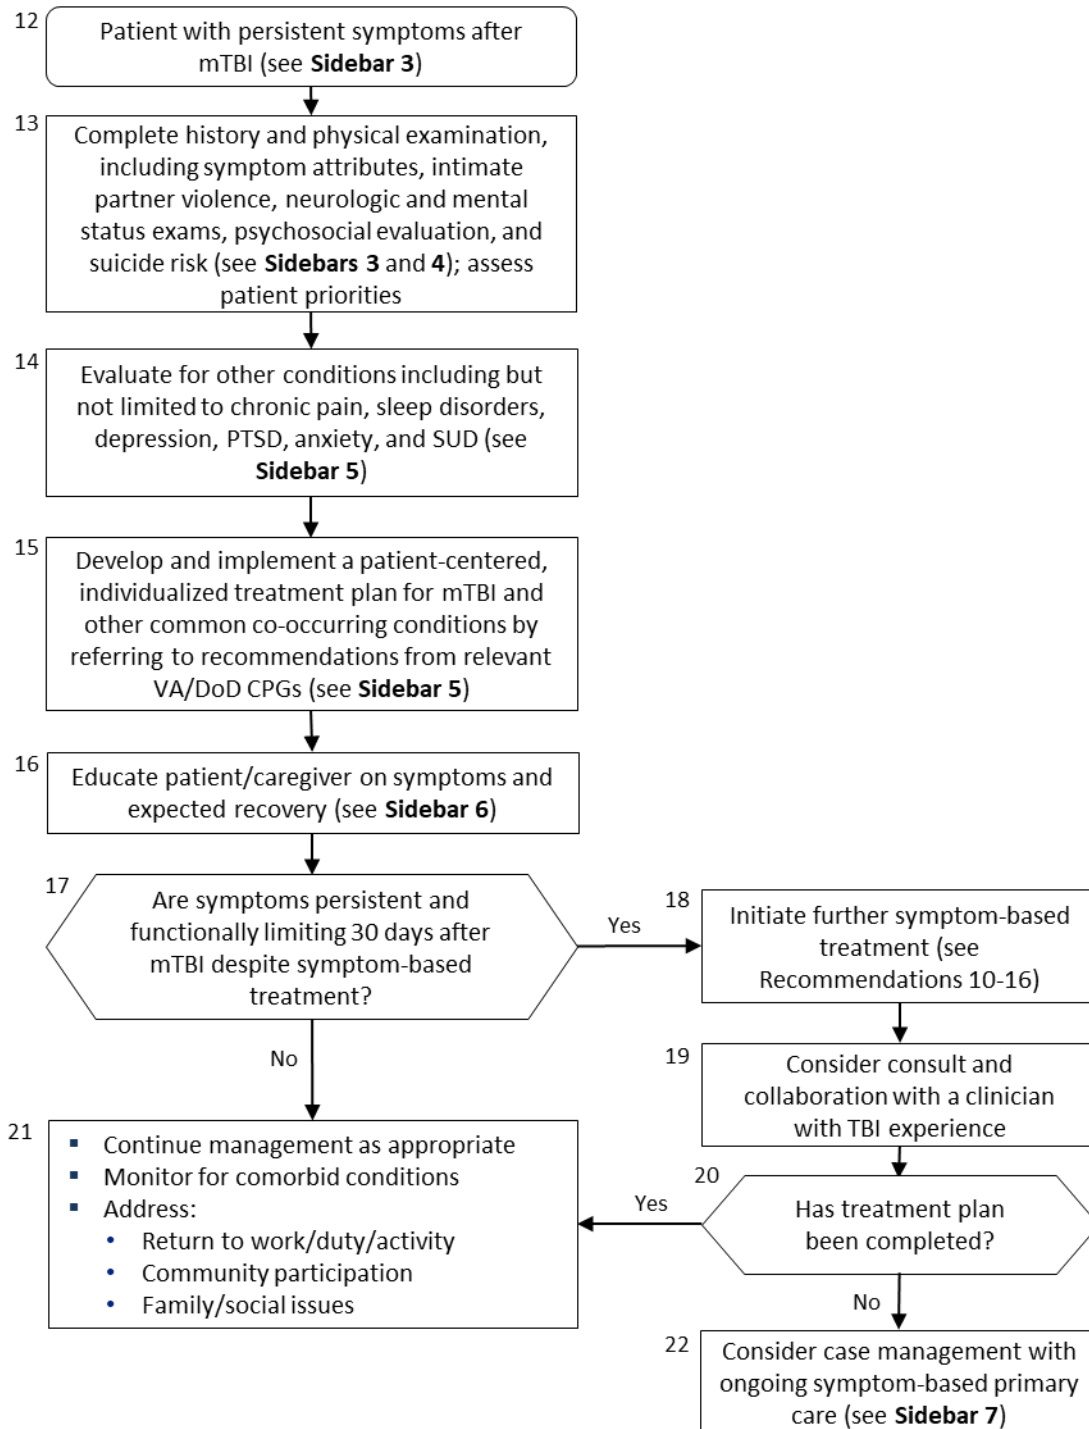 12
Patient with persistent symptoms after
mTBI (see Sidebar 3)
13
Complete history and physical examination,
including symptom attributes, intimate
partner violence, neurologic and mental
status exams, psychosocial evaluation, and
suicide risk (see Sidebars 3 and 4); assess
patient priorities
14
Evaluate for other conditions including but
not limited to chronic pain, sleep disorders,
depression, PTSD, anxiety, and SUD (see
Sidebar 5)
15
Develop and implement a patient-centered,
individualized treatment plan for mTBI and
other common co-occurring conditions by
referring to recommendations from relevant
VA/DoD CPGs (see Sidebar 5)
16
Educate patient/caregiver on symptoms and
expected recovery (see Sidebar 6)
17
Are symptoms persistent and
functionally limiting 30 days after
mTBI despite symptom-based
treatment?
Yes
18
Initiate further symptom-based
treatment (see
Recommendations 10-16)
19
Consider consult and
collaboration with a clinician
with TBI experience
20
Has treatment plan
been completed?
Yes
No
No
21
▪ Continue management as appropriate
▪ Monitor for comorbid conditions
▪ Address:
• Return to work/duty/activity
• Community participation
• Family/social issues
22
Consider case management with
ongoing symptom-based primary
care (see Sidebar 7)